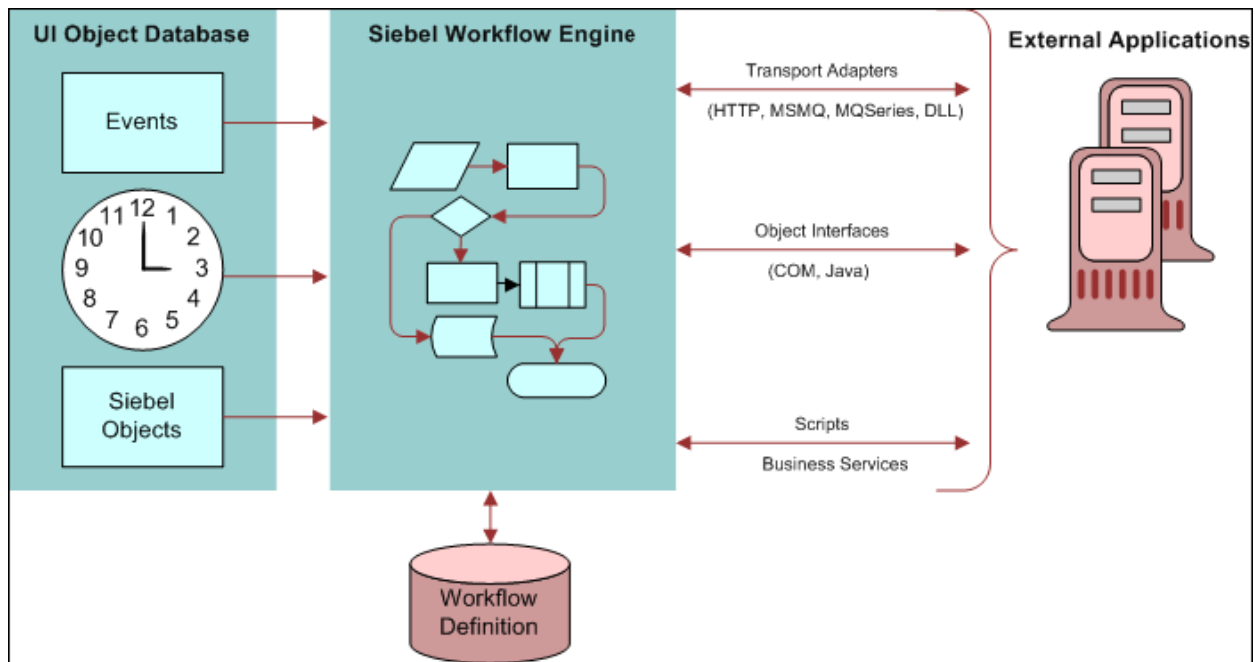 UI Object Database
Events
12
1
2
3
4
5
6
7
8
9
10
11
Siebel
Objects
Siebel Workflow Engine
Workflow
Definition
Transport Adapters
(HTTP, MSMQ, MQSeries, DLL)
Object Interfaces
(COM, Java)
Scripts
Business Services
External Applications